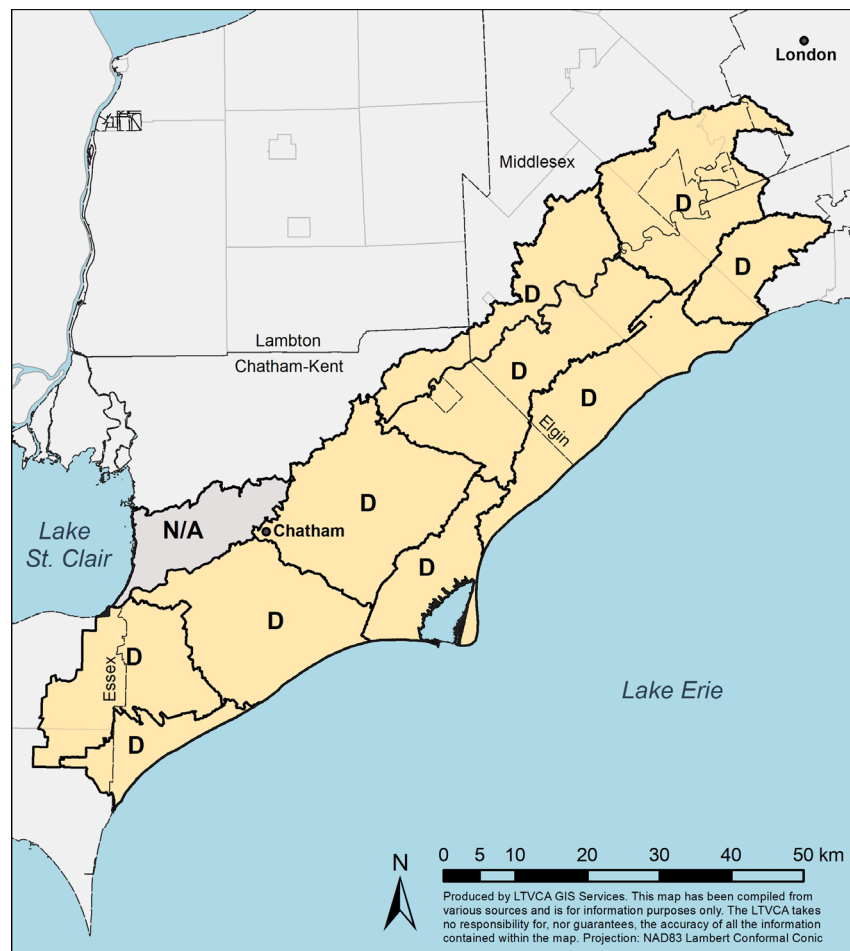 London
Middlesex
D
D
D
Lambton
Chatham-Kent
D
D
Elgin
D
N/A
Chatham
Lake
St. Clair
D
D
D
Essex
Lake Erie
D
N
0 5 10 20 30 40 50 km
Produced by LTVCA GIS Services. This map has been compiled from
various sources and is for information purposes only. The LTVCA takes
no responsibility for, nor guarantees, the accuracy of all the information
contained within the map. Projection: NAD83 Lambert Conformal Conic